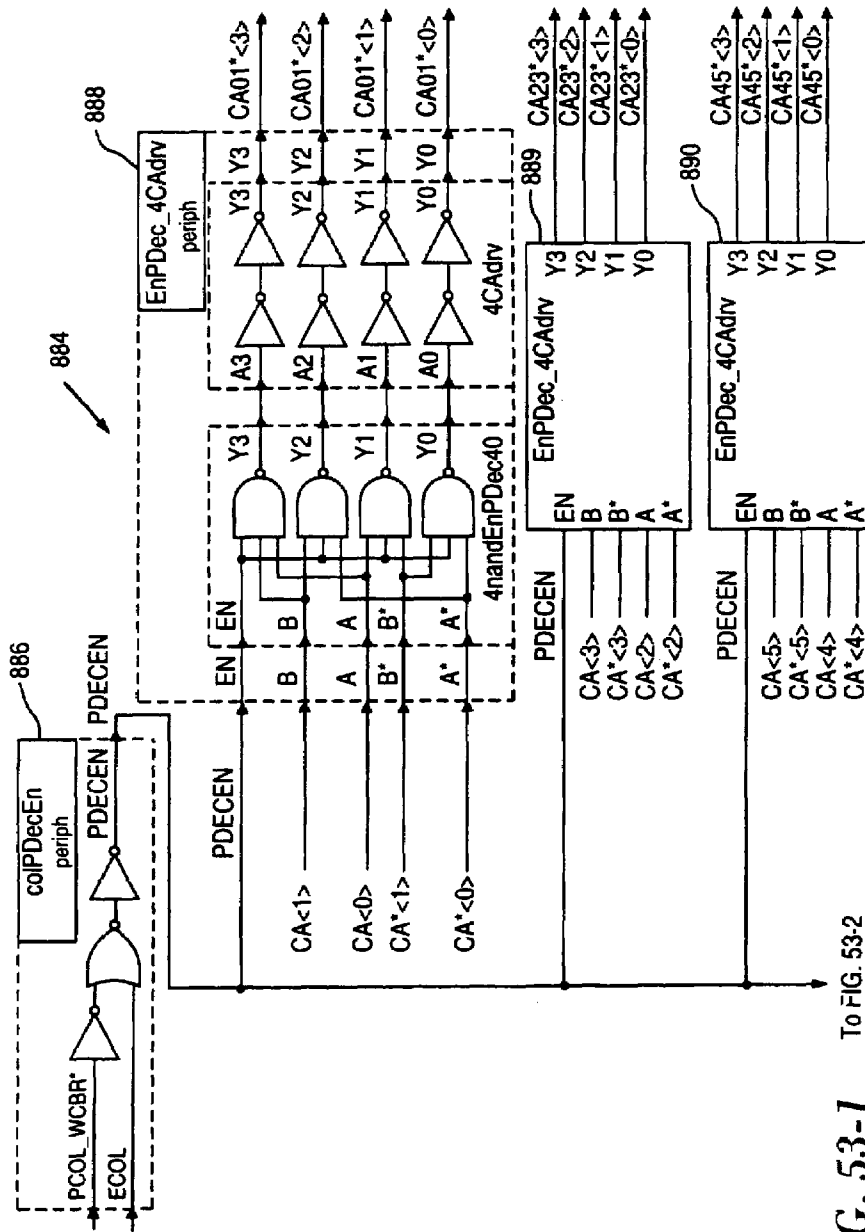 884
886
colPDecEn
periph
PCOL_WCBR*
ECOL
PDECEN
PDECEN
888
EnPDec_4CAdrv
periph
PDECEN
CA<1>
CA<0>
CA*<1>
CA*<0>
EN
B
A
B*
A*
EN
B
A
B*
A*
4nandEnPDec40
Y3
Y2
Y1
Y0
A3
A2
A1
A0
4CAdrv
Y3
Y2
Y1
Y0
Y3
Y2
Y1
Y0
CA01*<3>
CA01*<2>
CA01*<1>
CA01*<0>
889
PDECEN
CA<3>
CA*<3>
CA<2>
CA*<2>
EN
B
B*
A
A*
EnPDec_4CAdrv
Y3
Y2
Y1
Y0
CA23*<3>
CA23*<2>
CA23*<1>
CA23*<0>
890
PDECEN
CA<5>
CA*<5>
CA<4>
CA*<4>
EN
B
B*
A
A*
EnPDec_4CAdrv
Y3
Y2
Y1
Y0
CA45*<3>
CA45*<2>
CA45*<1>
CA45*<0>
To FIG. 53-2
G. 53-1